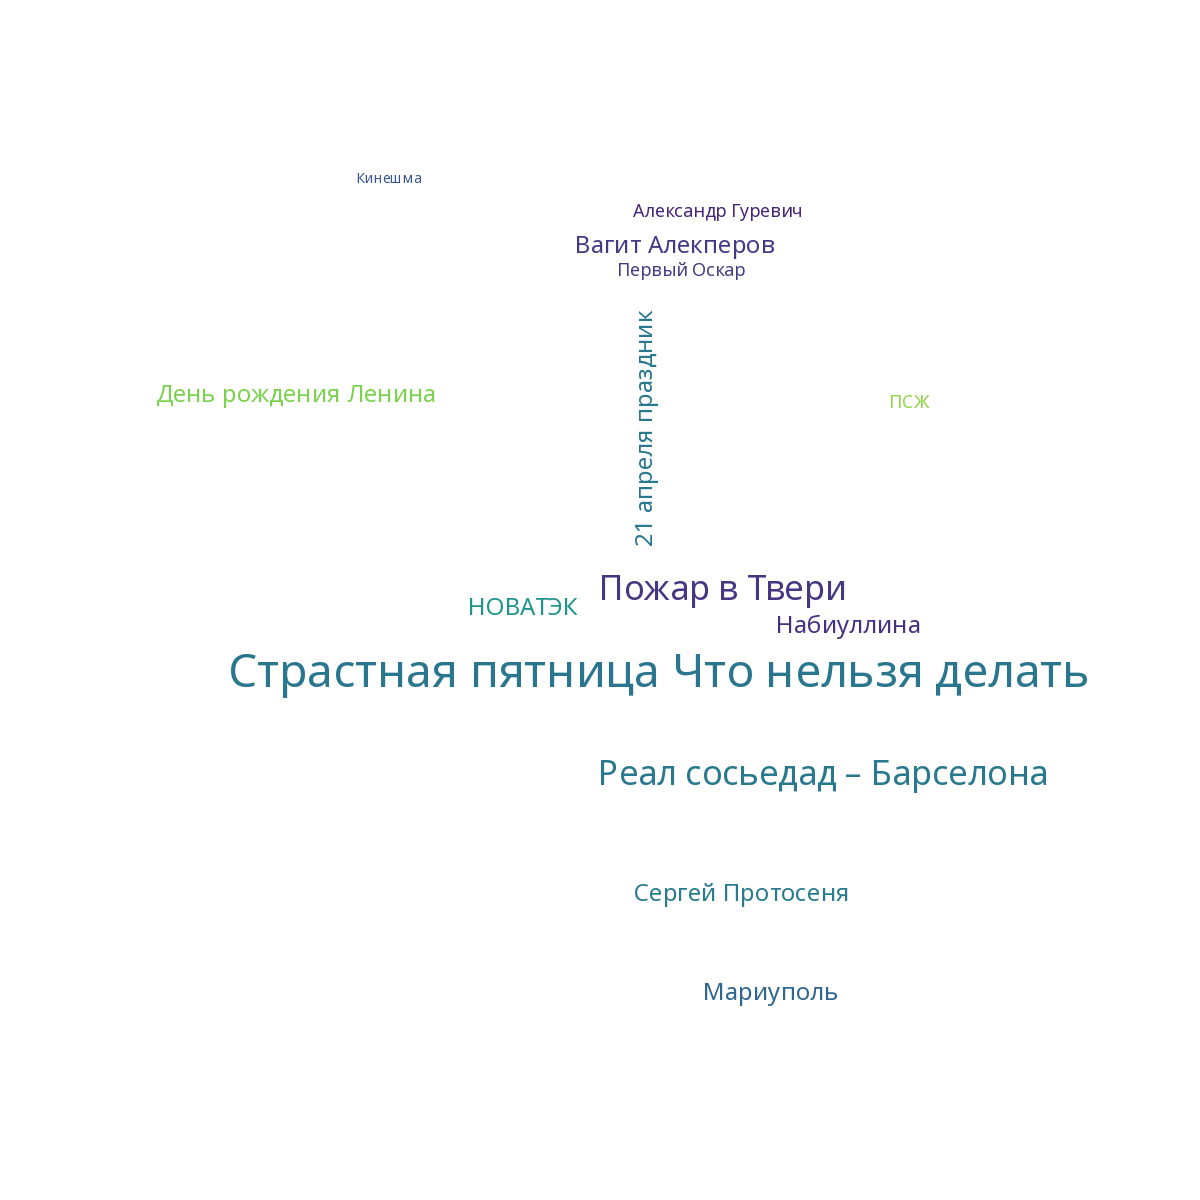 Кинешма
Александр Гуревич
Вагит Алекперов
Первый Оскар
21 апреля праздник
День рождения Ленина
ПСЖ
Пожар в Твери
НОВАТЭК
Набиуллина
Страстная пятница Что нельзя делать
Реал сосьедад – Барселона
Сергей Протосеня
Мариуполь